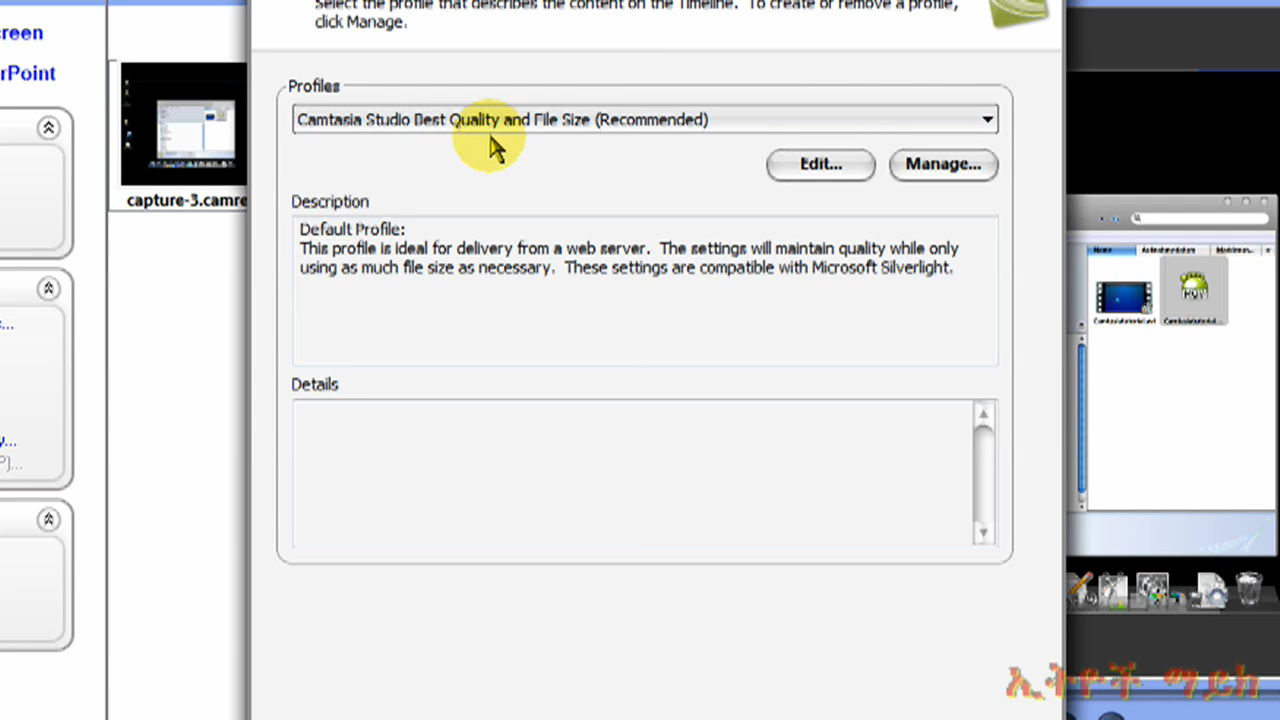 Select the profile that describes the content on the Timeline. To create or remove a profile,
click Manage.
creen
rPoint
Profiles
Camtasia Studio Best Quality and File Size (Recommended)
Edit... Manage...
capture-3.camre
Description
Default Profile:
This profile is ideal for delivery from a web server. The settings will maintain quality while only
using as much file size as necessary. These settings are compatible with Microsoft Silverlight.
s...
Details
y...
P)...
Name